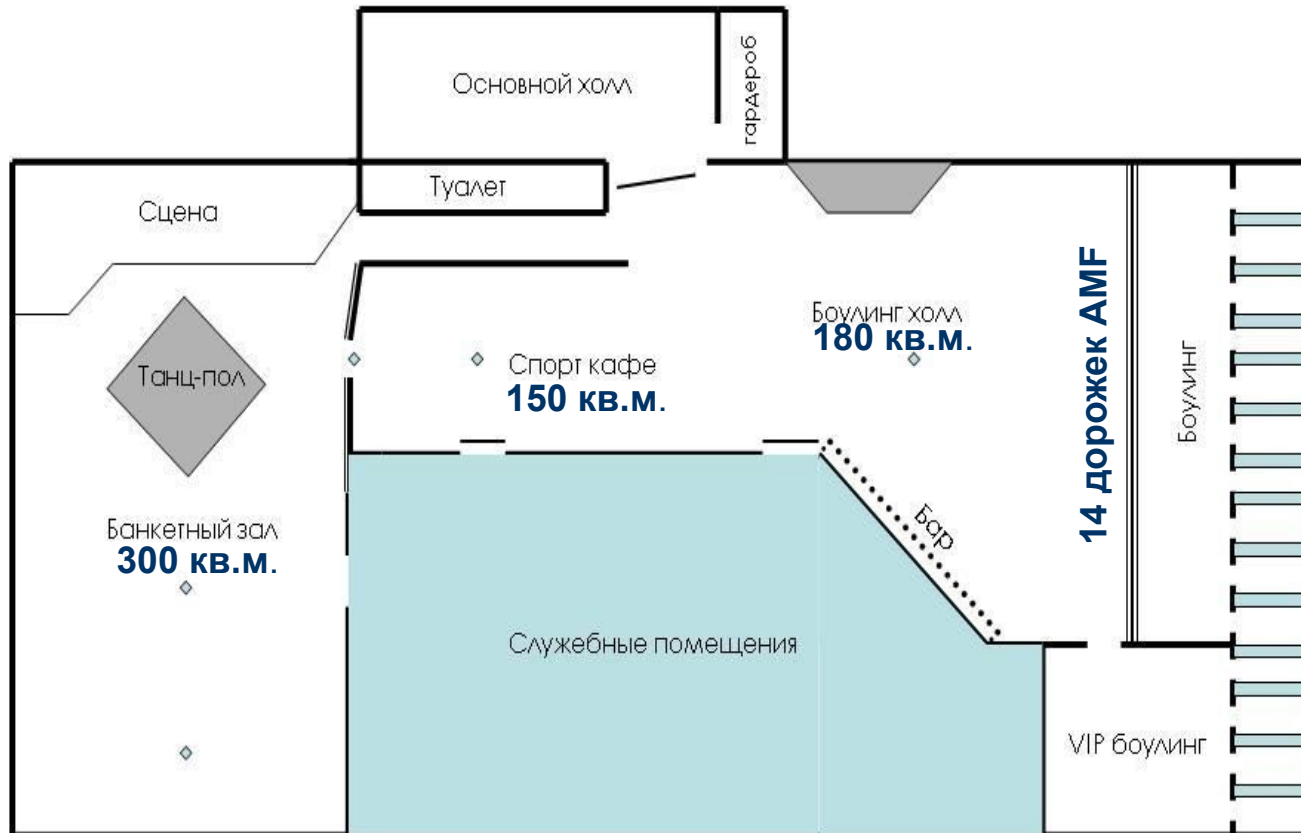 Основной холл
гардероб
Туалет
Сцена
Танц-пол
Спорт кафе
150 кв.м.
Боулинг холл
180 кв.м.
14 дорожек AMF
Боулинг
Банкетный зал
300 кв.м.
Бар
Служебные помещения
VIP боулинг